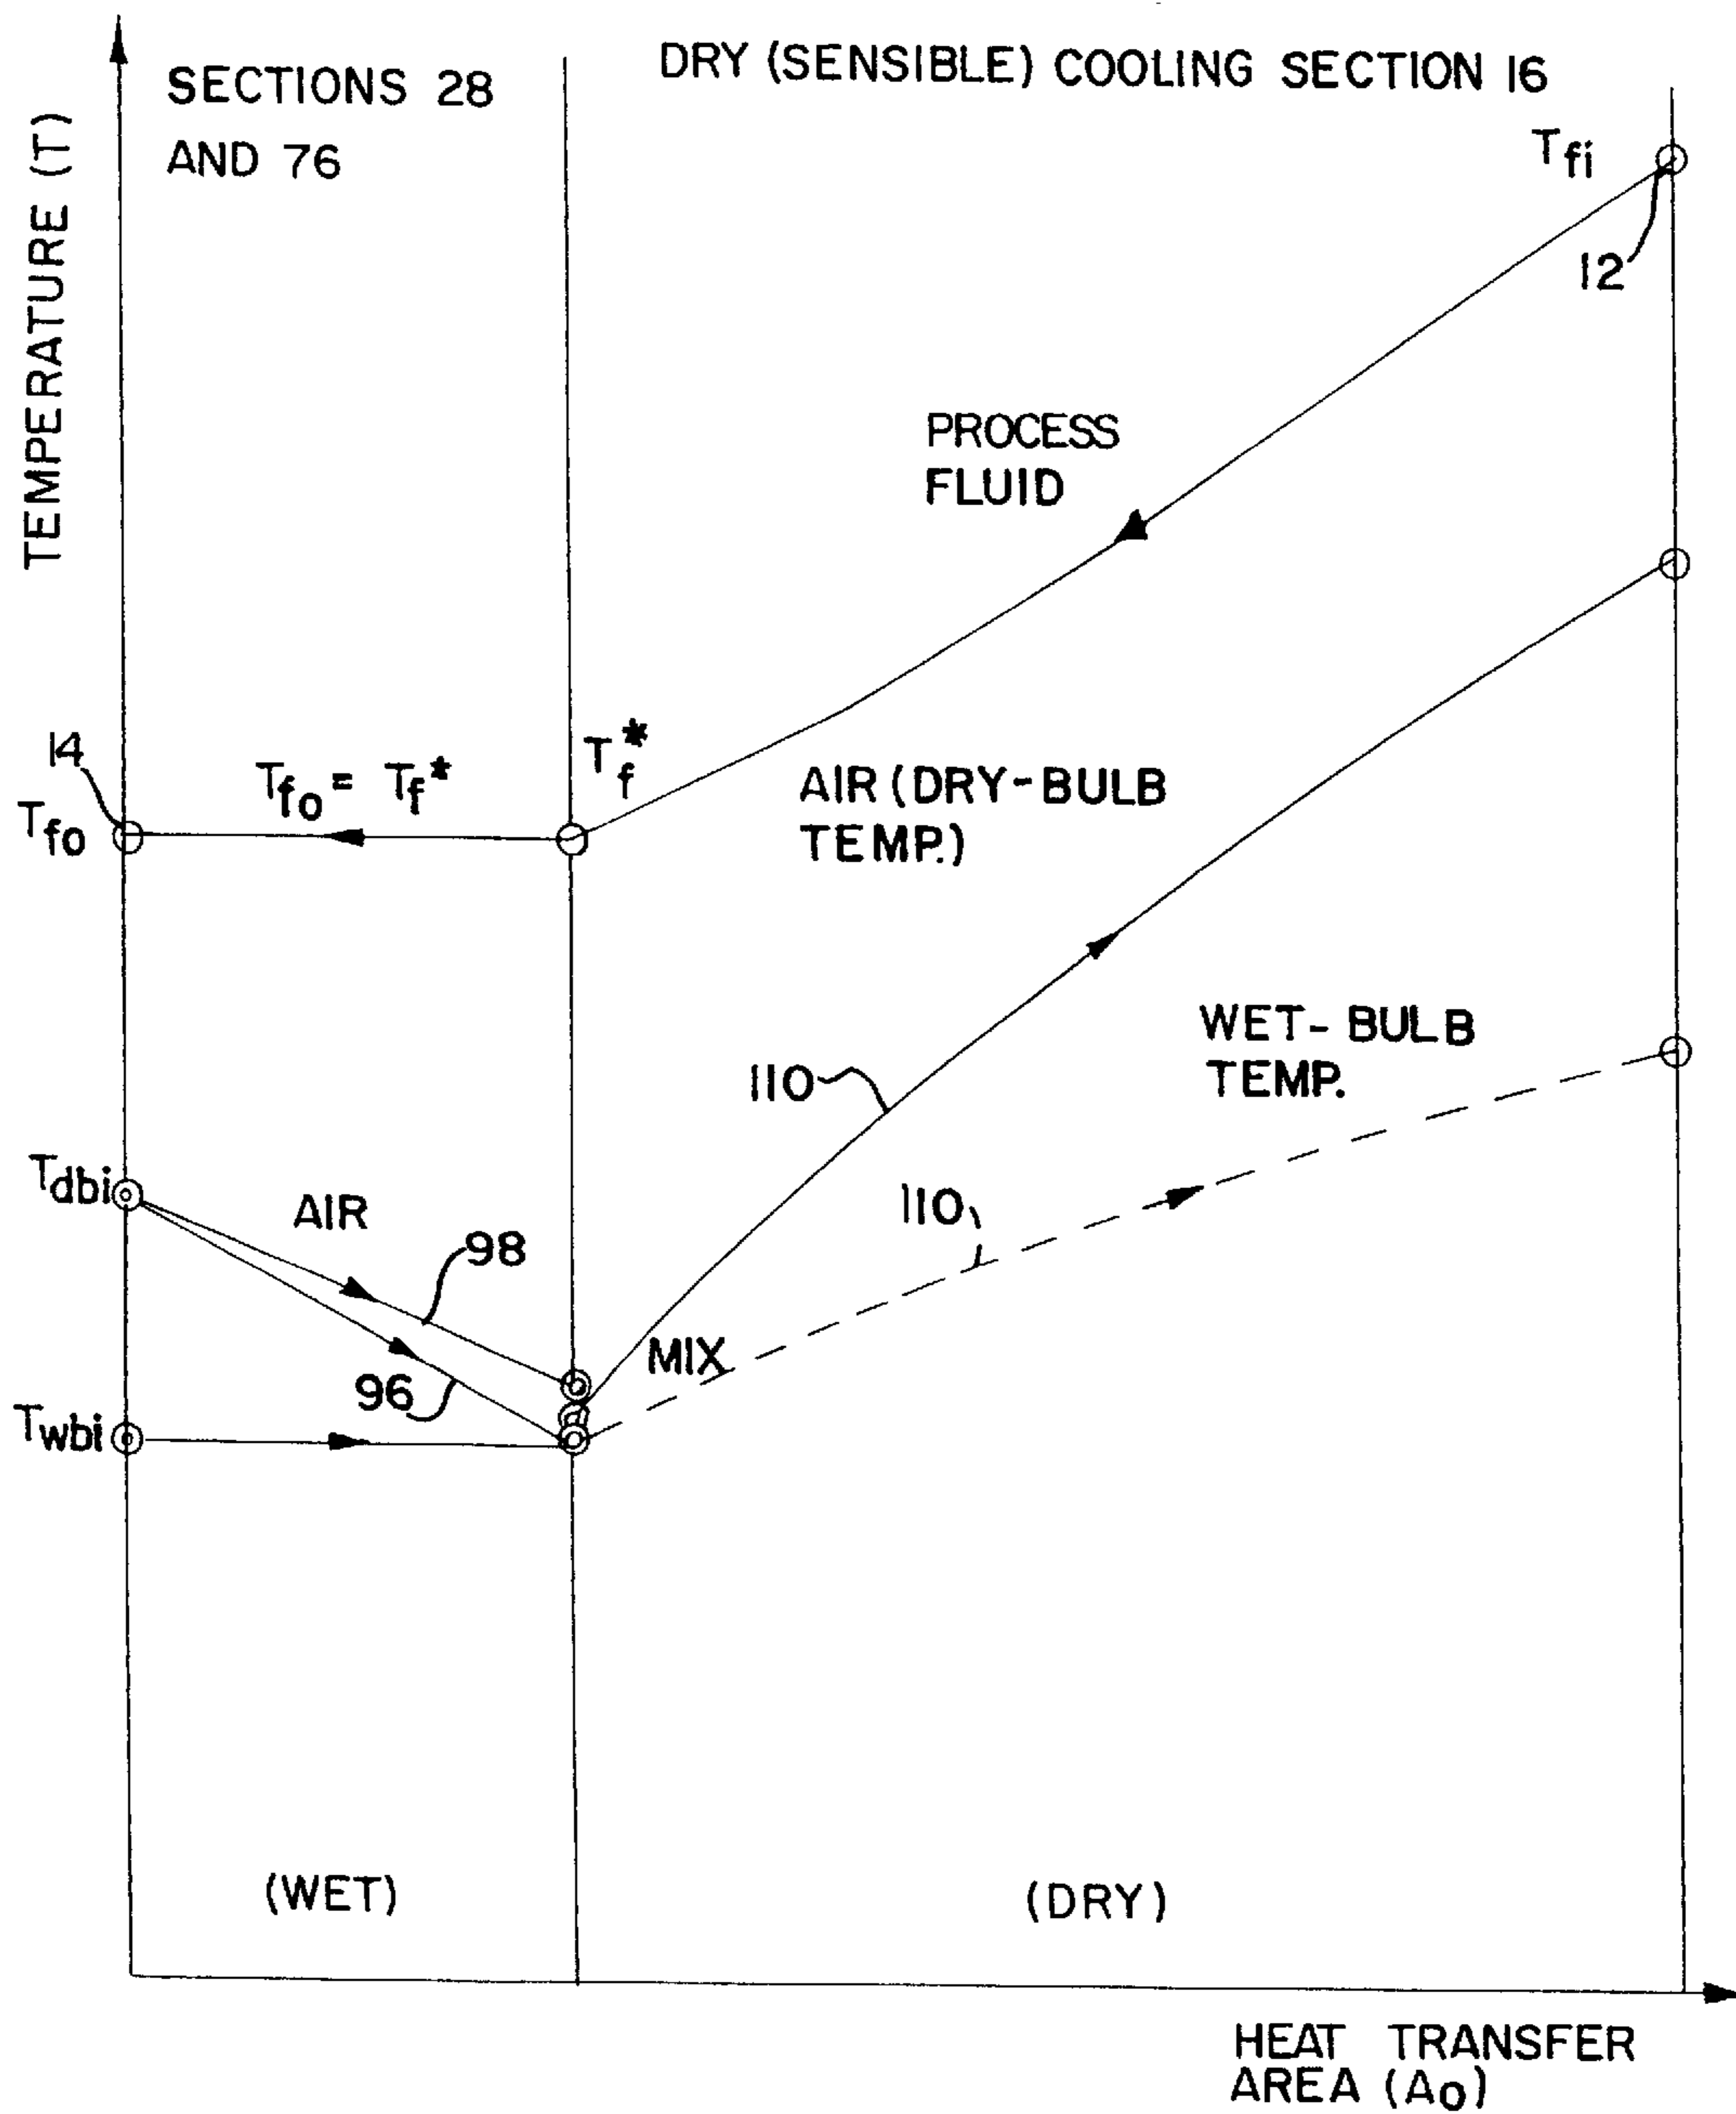 TEMPERATURE (T)
SECTIONS 28
AND 76
DRY (SENSIBLE) COOLING SECTION 16
Tfi
12
PROCESS
FLUID
14
Tfo
Tfo = Tf*
Tf*
AIR (DRY-BULB
TEMP.)
WET-BULB
TEMP.
110
110
Tdbi
AIR
98
96
MIX
Twbi
(WET)
(DRY)
HEAT TRANSFER
AREA (Ao)